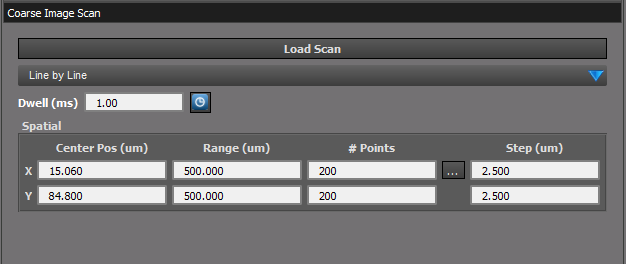 Coarse Image Scan
Load Scan
Line by Line
Dwell (ms) 1.00
Spatial
Center Pos (um) Range (um) # Points Step (um)
X 15.060 500.000 200 ... 2.500
Y 84.800 500.000 200 2.500